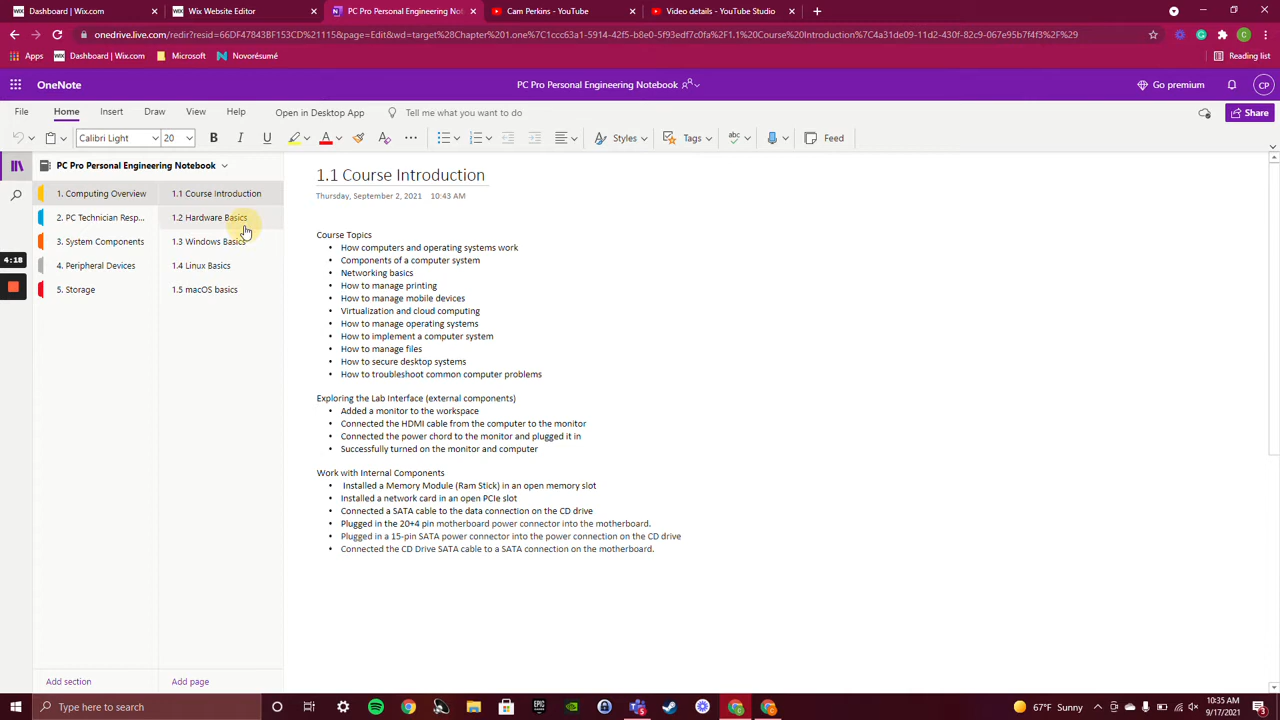 Dashboard | Wix.com
Wix Website Editor
PC Pro Personal Engineering Not
Cam Perkins - YouTube
Video details - YouTube Studio
onedrive.live.com/redir?resid=66DF47843BF153CD%21115&page=Edit&wd=target%28Chapter%201.one%7C1ccc63a1-5914-42f5-b8e0-5f93edf7c0fa%2F1.1%20Course%20Introduction%7C4a31de09-11d2-430f-82c9-067e95b7f4f3%2F%29
Apps
Dashboard | Wix.com
Microsoft
Novorésumé
Reading list
OneNote
PC Pro Personal Engineering Notebook
Go premium
CP
File
Home
Insert
Draw
View
Help
Open in Desktop App
Tell me what you want to do
Share
Calibri Light
20
B
I
U
Styles
Tags
Feed
PC Pro Personal Engineering Notebook
1. Computing Overview
2. PC Technician Resp...
3. System Components
4. Peripheral Devices
5. Storage
1.1 Course Introduction
1.2 Hardware Basics
1.3 Windows Basics
1.4 Linux Basics
1.5 macOS basics
4:18
1.1 Course Introduction
Thursday, September 2, 2021 10:43 AM
Course Topics
• How computers and operating systems work
• Components of a computer system
• Networking basics
• How to manage printing
• How to manage mobile devices
• Virtualization and cloud computing
• How to manage operating systems
• How to implement a computer system
• How to manage files
• How to secure desktop systems
• How to troubleshoot common computer problems
Exploring the Lab Interface (external components)
• Added a monitor to the workspace
• Connected the HDMI cable from the computer to the monitor
• Connected the power chord to the monitor and plugged it in
• Successfully turned on the monitor and computer
Work with Internal Components
• Installed a Memory Module (Ram Stick) in an open memory slot
• Installed a network card in an open PCIe slot
• Connected a SATA cable to the data connection on the CD drive
• Plugged in the 20+4 pin motherboard power connector into the motherboard.
• Plugged in a 15-pin SATA power connector into the power connection on the CD drive
• Connected the CD Drive SATA cable to a SATA connection on the motherboard.
Add section
Add page
Type here to search
EPIC
67°F Sunny
10:35 AM
9/17/2021